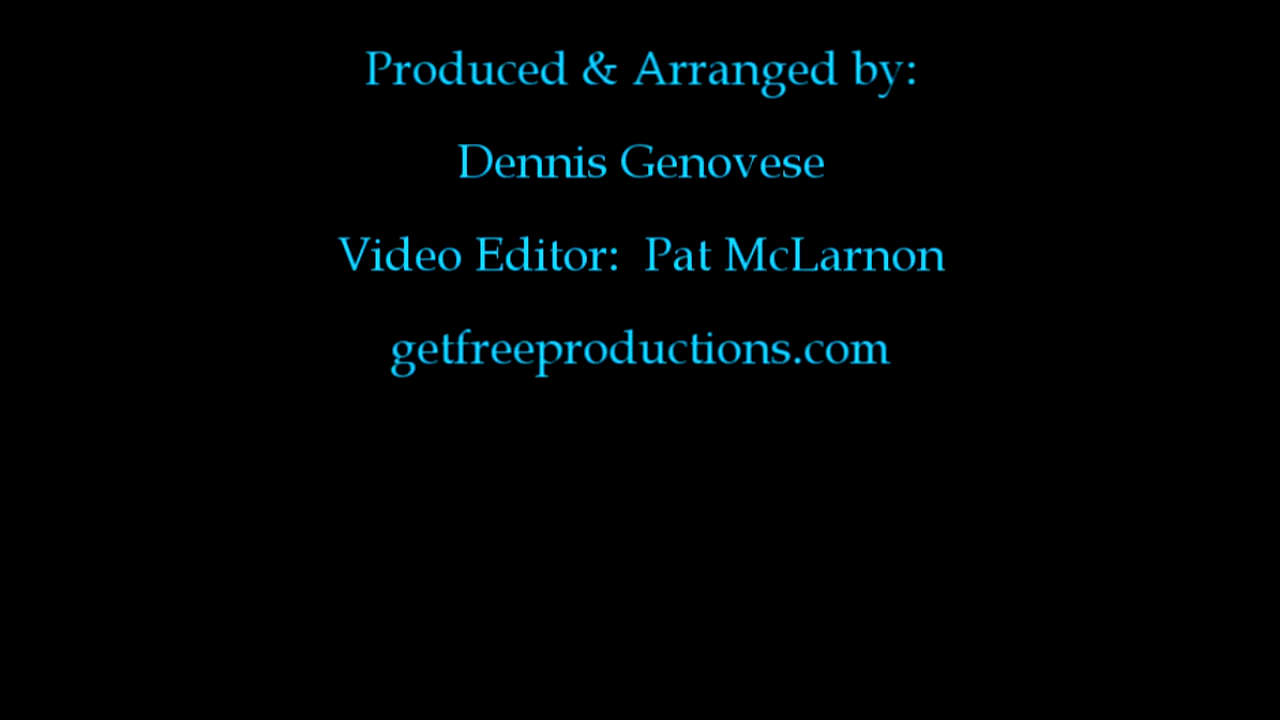 Produced & Arranged by:
Dennis Genovese
Video Editor:  Pat McLarnon
getfreeproductions.com